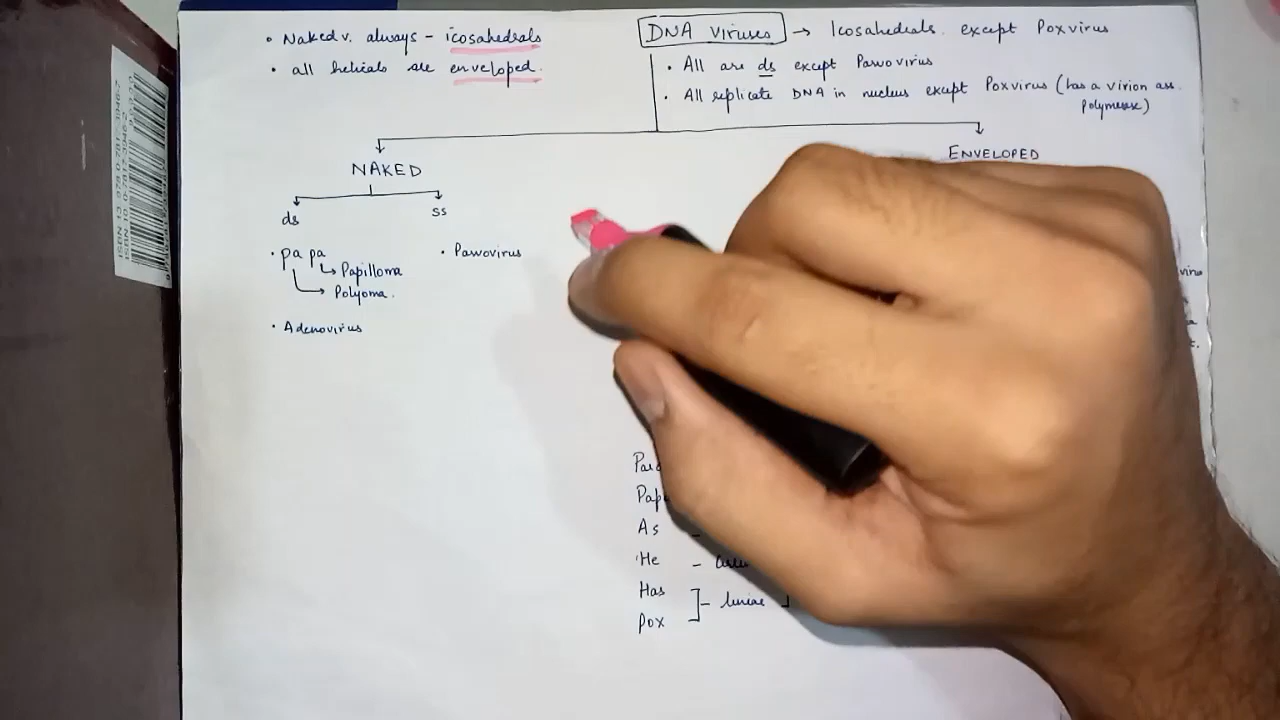 • Naked v. always - icosahedrals
• all helicals are enveloped.
DNA viruses → Icosahedrals. except Poxvirus
• All are ds except Parvovirus
• All replicate DNA in nucleus except Poxvirus (has a virion ass.
polymerase)
NAKED
ENVELOPED
ds
ss
• pa pa
Papilloma
Polyoma.
• Parvovirus
• Adenovirus
virus
t.
Pap
As -
He -
Has
Pox